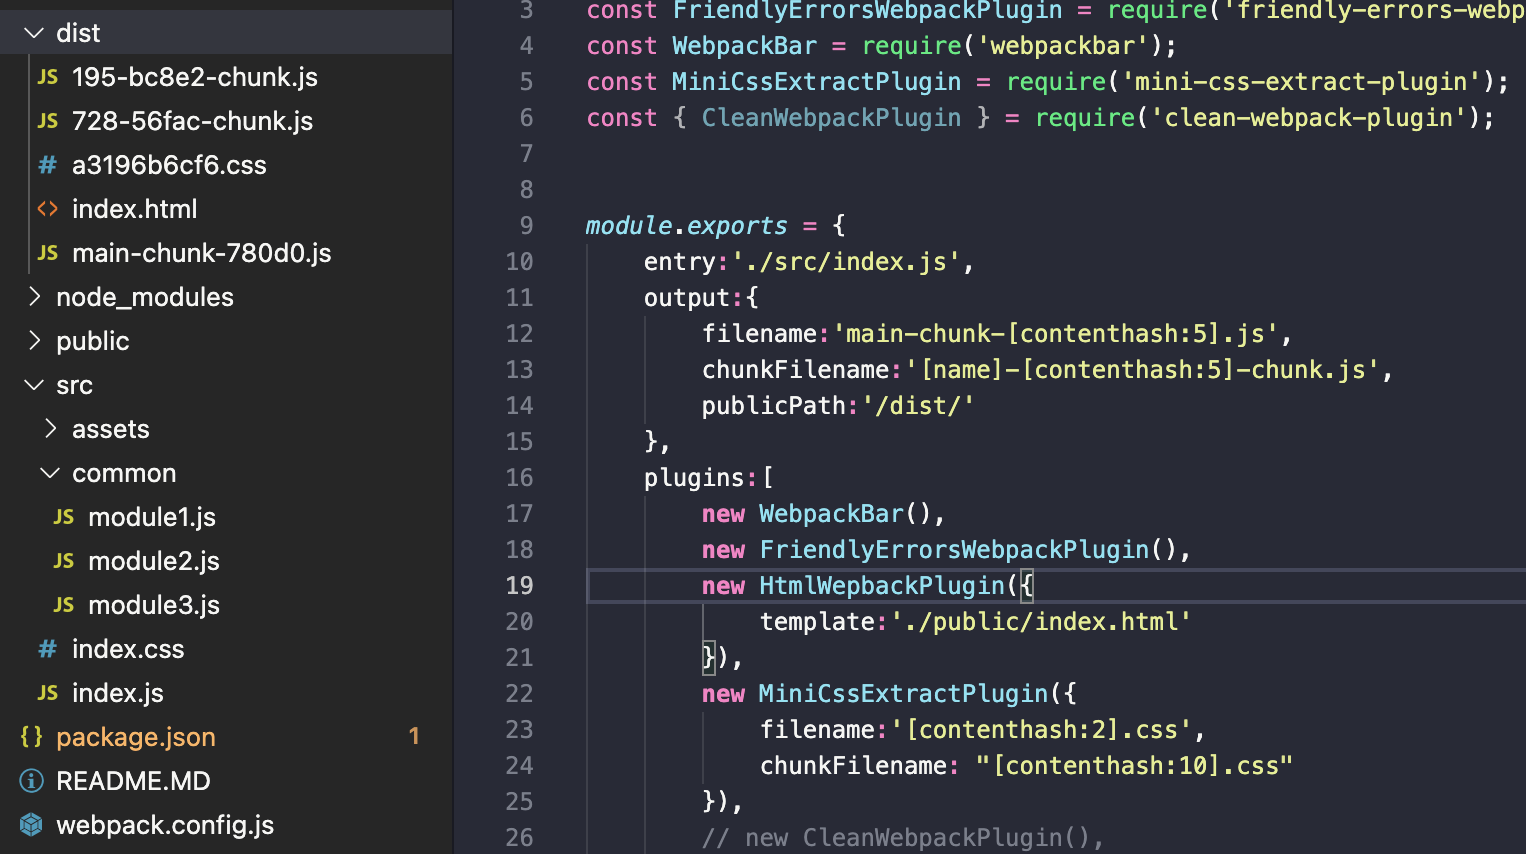 dist
JS 195-bc8e2-chunk.js
JS 728-56fac-chunk.js
# a3196b6cf6.css
<> index.html
JS main-chunk-780d0.js
node_modules
public
src
assets
common
JS module1.js
JS module2.js
JS module3.js
# index.css
JS index.js
{} package.json 1
README.MD
webpack.config.js
3 const FriendlyErrorsWebpackPlugin = require('friendly-errors-webp
4 const WebpackBar = require('webpackbar');
5 const MiniCssExtractPlugin = require('mini-css-extract-plugin');
6 const { CleanWebpackPlugin } = require('clean-webpack-plugin');
7
8
9 module.exports = {
10 entry:'./src/index.js',
11 output:{
12 filename:'main-chunk-[contenthash:5].js',
13 chunkFilename:'[name]-[contenthash:5]-chunk.js',
14 publicPath:'/dist/'
15 },
16 plugins:[
17 new WebpackBar(),
18 new FriendlyErrorsWebpackPlugin(),
19 new HtmlWepbackPlugin({
20 template:'./public/index.html'
21 }),
22 new MiniCssExtractPlugin({
23 filename:'[contenthash:2].css',
24 chunkFilename: "[contenthash:10].css"
25 }),
26 // new CleanWebpackPlugin(),